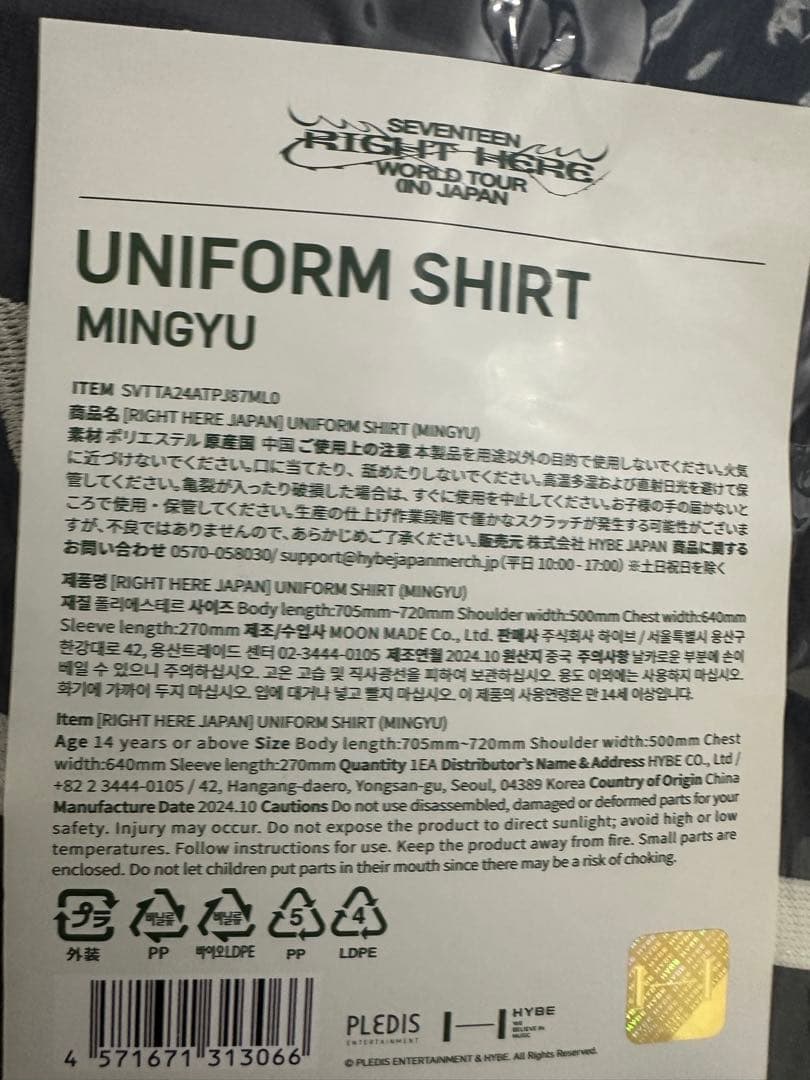 SEVENTEEN
RIGHT HERE
WORLD TOUR
(IN) JAPAN
UNIFORM SHIRT
MINGYU
ITEM SVTTA24ATPJ87ML0
商品名 [RIGHT HERE JAPAN] UNIFORM SHIRT (MINGYU)
素材 ポリエステル 原産国 中国 ご使用上の注意 本製品を用途以外の目的で使用しないでください。火気
に近づけないでください。口に当てたり、舐めたりしないでください。高温多湿および直射日光を避けて保
管してください。亀裂が入ったり破損した場合は、すぐに使用を中止してください。お子様の手の届かないと
ころで使用・保管してください。生産の仕上げ作業段階で僅かなスクラッチが発生する可能性がございま
すが、不良ではありませんので、あらかじめご了承ください。販売元 株式会社 HYBE JAPAN 商品に関する
お問い合わせ 0570-058030/ support@hybejapanmerch.jp (平日 10:00 - 17:00) ※土日祝日を除く
제품명 [RIGHT HERE JAPAN] UNIFORM SHIRT (MINGYU)
재질 폴리에스테르 사이즈 Body length:705mm~720mm Shoulder width:500mm Chest width:640mm
Sleeve length:270mm 제조/수입사 MOON MADE Co., Ltd. 판매사 주식회사 하이브 / 서울특별시 용산구
한강대로 42, 용산트레이드 센터 02-3444-0105 제조연월 2024.10 원산지 중국 주의사항 날카로운 부분에 손이
베일 수 있으니 주의하십시오. 고온 고습 및 직사광선을 피하여 보관하십시오. 용도 이외에는 사용하지 마십시오.
화기에 가까이 두지 마십시오. 입에 대거나 넣고 빨지 마십시오. 이 제품의 사용연령은 만 14세 이상입니다.
Item [RIGHT HERE JAPAN] UNIFORM SHIRT (MINGYU)
Age 14 years or above Size Body length:705mm~720mm Shoulder width:500mm Chest
width:640mm Sleeve length:270mm Quantity 1EA Distributor's Name & Address HYBE CO., Ltd /
+82 2 3444-0105 / 42, Hangang-daero, Yongsan-gu, Seoul, 04389 Korea Country of Origin China
Manufacture Date 2024.10 Cautions Do not use disassembled, damaged or deformed parts for your
safety. Injury may occur. Do not expose the product to direct sunlight; avoid high or low
temperatures. Follow instructions for use. Keep the product away from fire. Small parts are
enclosed. Do not let children put parts in their mouth since there may be a risk of choking.
プラ 비닐류 비닐류 5 4
外装 PP 바이오LDPE PP LDPE
4 571671 313066
PLEDIS
ENTERTAINMENT
HYBE
WE
BELIEVE IN
MUSIC
© PLEDIS ENTERTAINMENT & HYBE. All Rights Reserved.